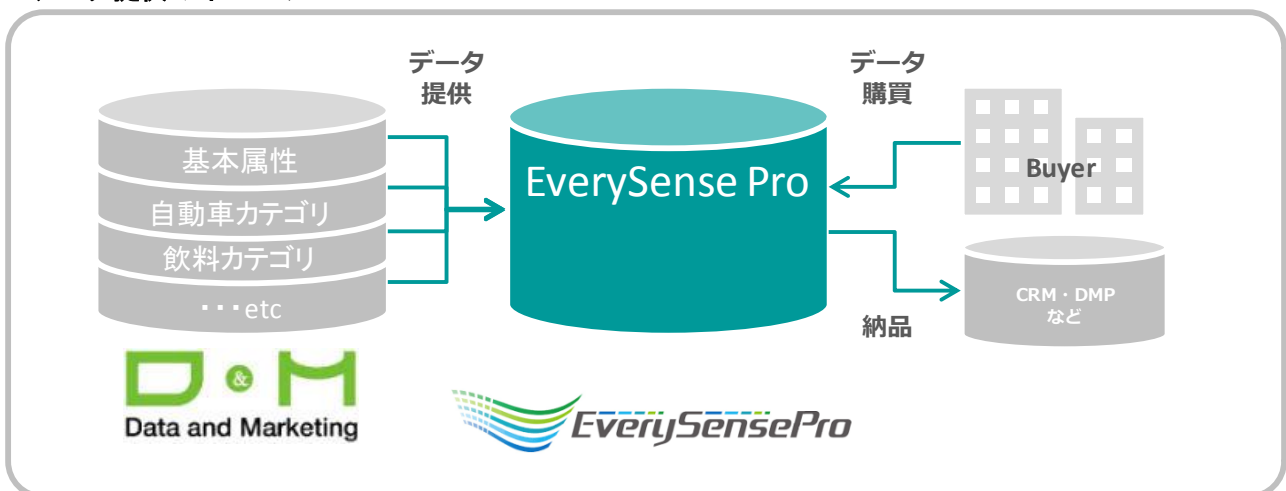 データ
提供
データ
購買
基本属性
自動車カテゴリ
飲料カテゴリ
・・・etc
EverySense Pro
Buyer
CRM・DMP
など
納品
D & M
Data and Marketing
EverySensePro